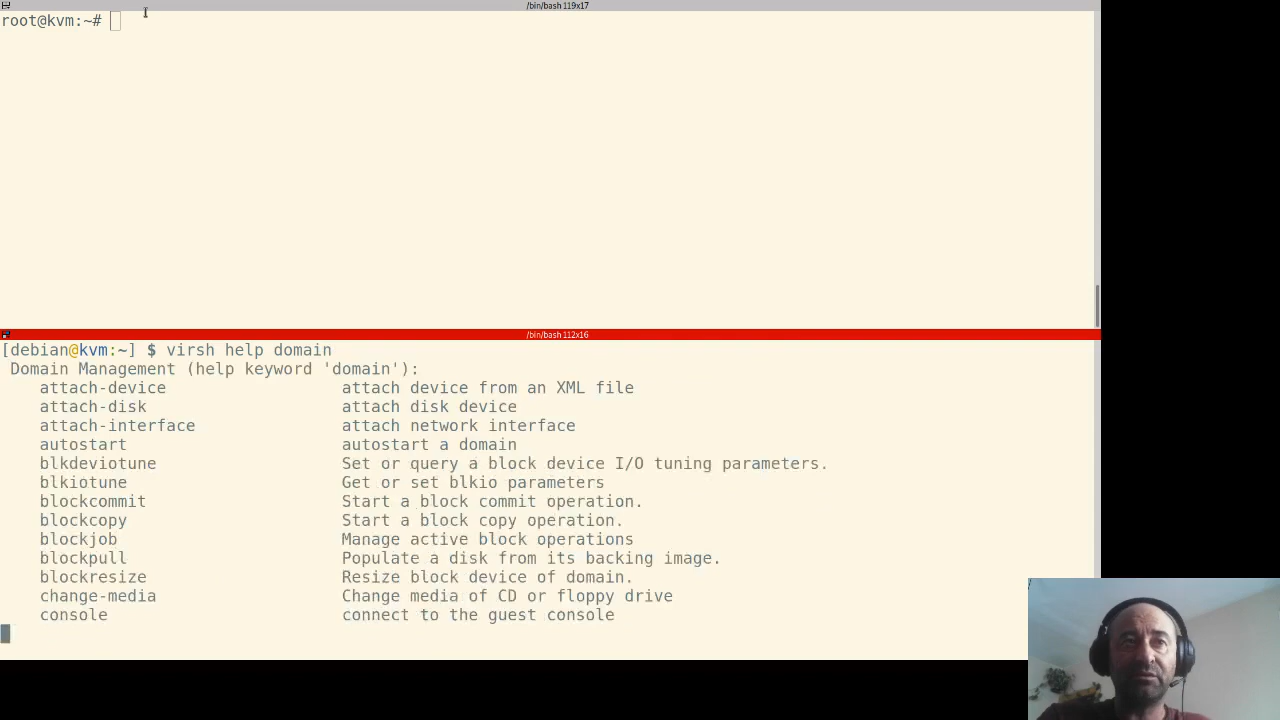 /bin/bash 119x17
root@kvm:~#
/bin/bash 112x16
[debian@kvm:~] $ virsh help domain
Domain Management (help keyword 'domain'):
attach-device attach device from an XML file
attach-disk attach disk device
attach-interface attach network interface
autostart autostart a domain
blkdeviotune Set or query a block device I/O tuning parameters.
blkiotune Get or set blkio parameters
blockcommit Start a block commit operation.
blockcopy Start a block copy operation.
blockjob Manage active block operations
blockpull Populate a disk from its backing image.
blockresize Resize block device of domain.
change-media Change media of CD or floppy drive
console connect to the guest console